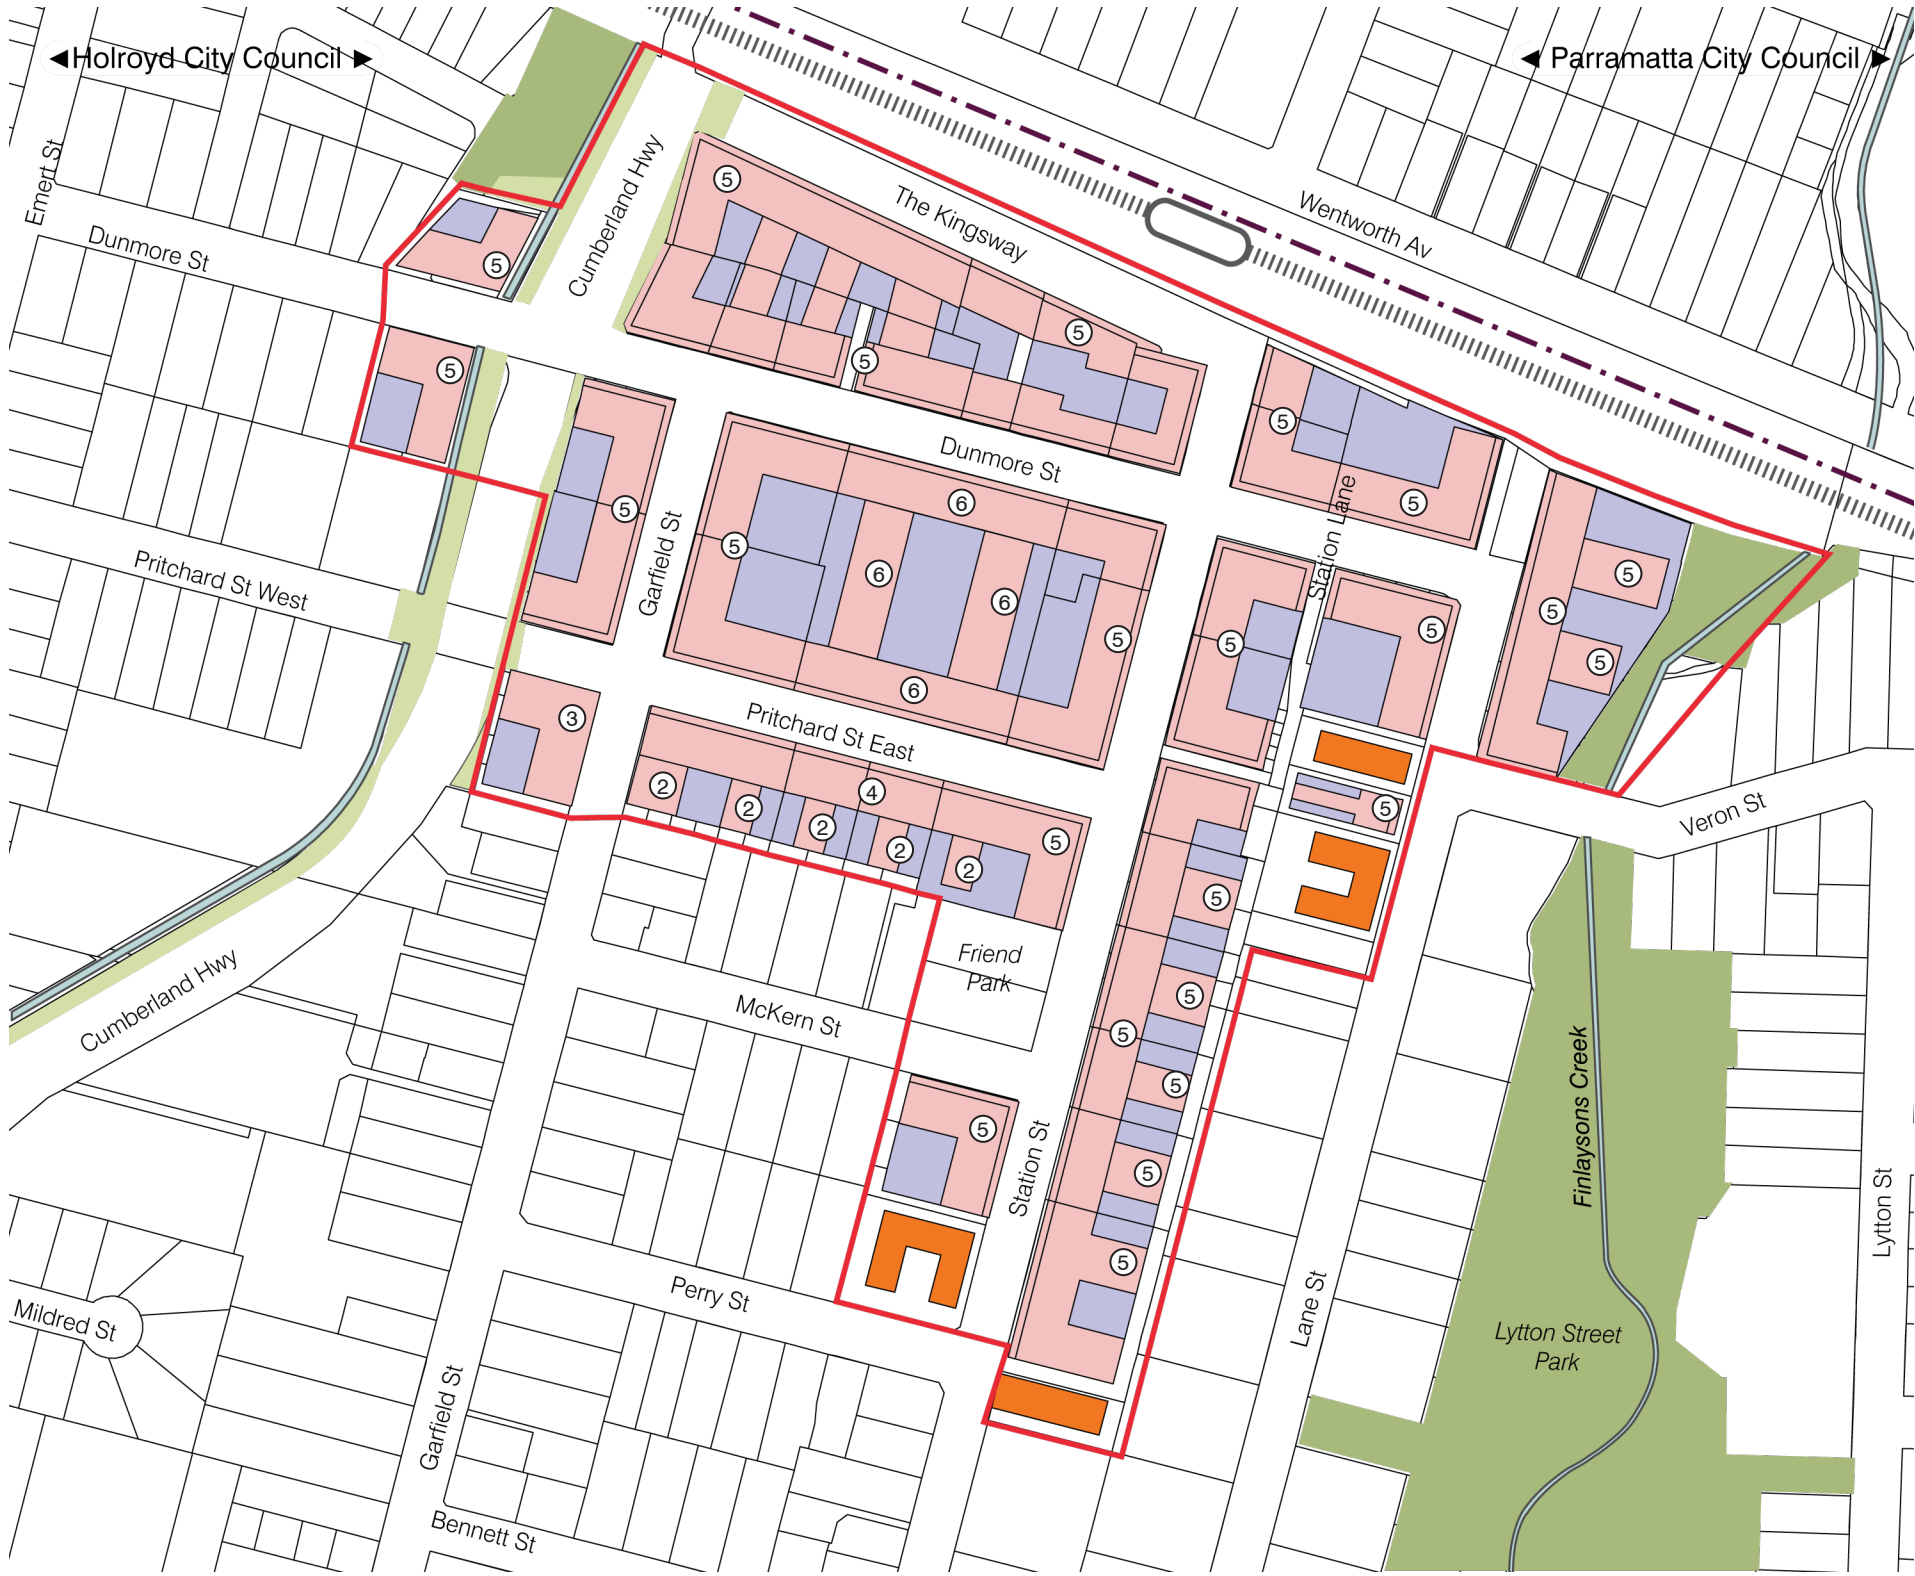 ◀Holroyd City Council ▶
◀ Parramatta City Council ▶
Emert St
Dunmore St
Cumberland Hwy
The Kingsway
Wentworth Av
5
5
5
5
5
5
5
5
Dunmore St
Station Lane
5
Garfield St
6
5
6
6
5
6
5
5
5
5
5
Pritchard St West
3
Pritchard St East
2
2
2
4
2
2
5
5
Veron St
Friend
Park
Cumberland Hwy
McKern St
5
5
5
5
5
5
5
Station St
Finlaysons Creek
Lytton St
Perry St
Lane St
Mildred St
Lytton Street
Park
Garfield St
Bennett St